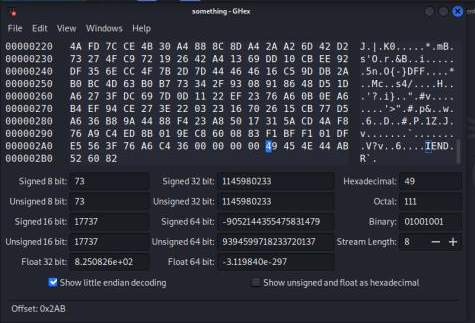 something - GHex
File Edit View Windows Help
00000220 4A FD 7C CE 4B 30 A4 88 8C 8D A4 2A A2 6D 42 D2 J.|.K0.....*.mB.
00000230 73 27 4F C9 72 19 26 42 A4 13 69 DD 10 CB EE 92 s'O.r.&B..i.....
00000240 DF 35 6E CC 4F 7B 2D 7D 44 46 46 16 C5 9D DB 2A .5n.O{-}DFF....*
00000250 B0 BC 4D 63 B0 B7 73 34 2F 93 08 91 86 48 D5 10 ..Mc..s4/....H..
00000260 A6 27 3F DC 69 7D 0D 11 22 EF 23 76 A6 0B 0E A6 .'?.i}..".#v....
00000270 B4 EF 94 CE 27 3E 22 03 23 16 70 26 15 CB 77 D5 ....'>".#.p&..w.
00000280 A6 36 B8 9A 44 88 F4 23 A8 50 17 31 5A CD 4A F8 .6..D..#.P.1Z.J.
00000290 76 A9 C4 ED 8B 01 9E C8 60 08 83 F1 BF F1 01 DF v.......`.......
000002A0 E5 56 3F 76 A6 C4 36 00 00 00 00 49 45 4E 44 AE .V?v..6....IEND.
000002B0 52 60 82 R`.
Signed 8 bit: 73 Signed 32 bit: 1145980233 Hexadecimal: 49
Unsigned 8 bit: 73 Unsigned 32 bit: 1145980233 Octal: 111
Signed 16 bit: 17737 Signed 64 bit: -9052144355475831479 Binary: 01001001
Unsigned 16 bit: 17737 Unsigned 64 bit: 9394599718233720137 Stream Length: 8 − +
Float 32 bit: 8.250826e+02 Float 64 bit: -3.119840e-297
Show little endian decoding Show unsigned and float as hexadecimal
Offset: 0x2AB